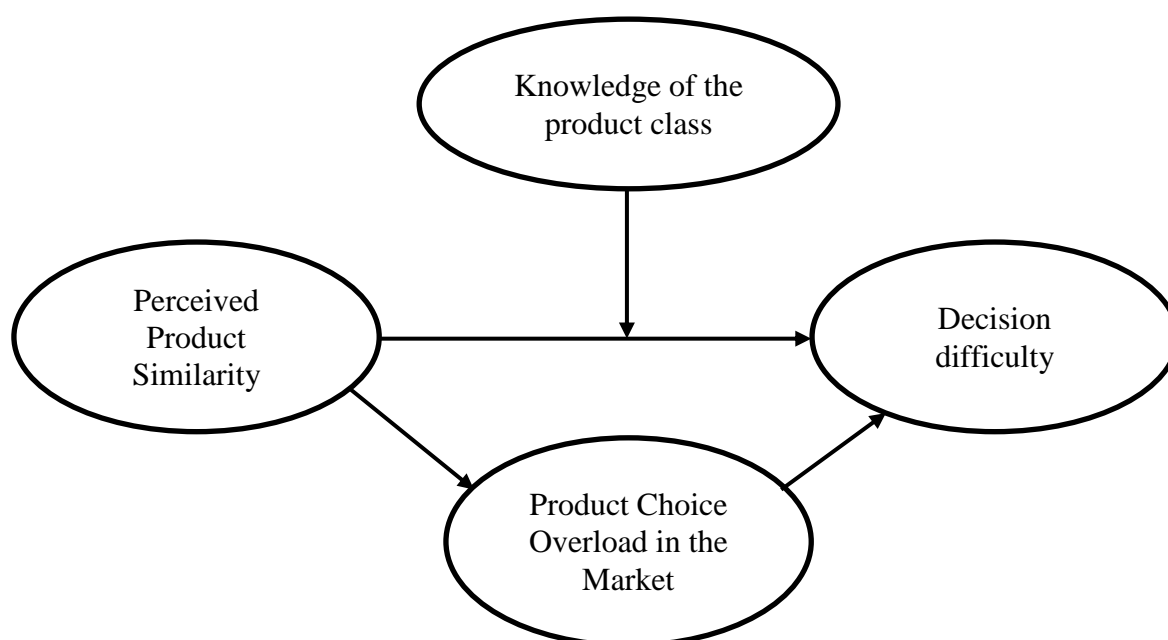 Knowledge of the
product class
Perceived
Product
Similarity
Decision
difficulty
Product Choice
Overload in the
Market